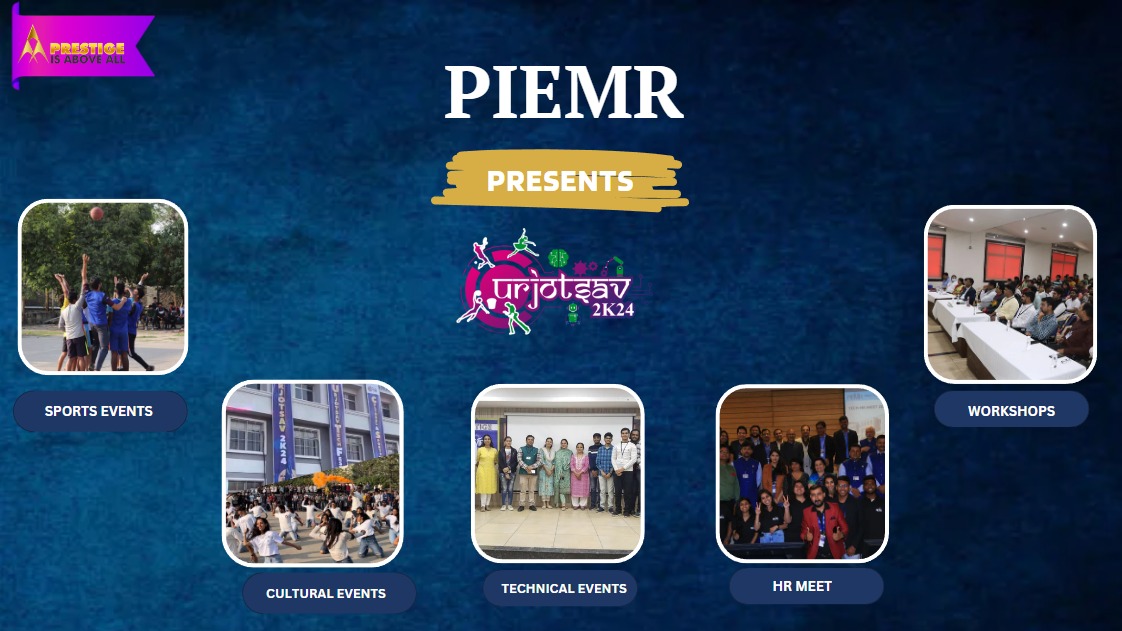 PRESTIGE
IS ABOVE ALL
PIEMR
PRESENTS
urjotsav
2K24
SPORTS EVENTS
WORKSHOPS
CULTURAL EVENTS
TECHNICAL EVENTS
HR MEET